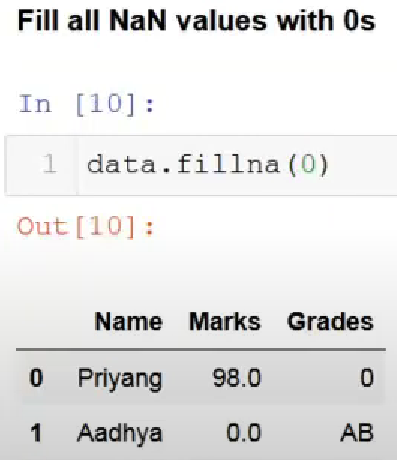 Fill all NaN values with 0s
In [10]:
1 data.fillna(0)
Out[10]:
Name Marks Grades
0 Priyang 98.0 0
1 Aadhya 0.0 AB